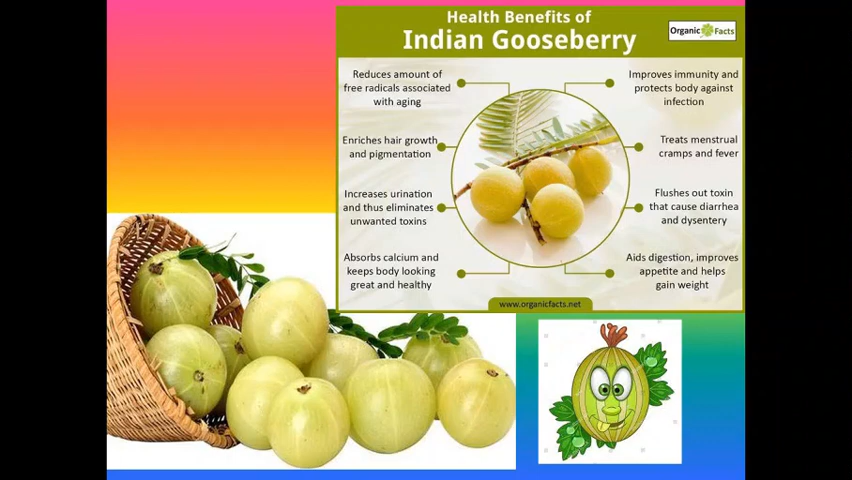 Health Benefits of
Indian Gooseberry
Organic Facts
Reduces amount of
free radicals associated
with aging
Enriches hair growth
and pigmentation
Increases urination
and thus eliminates
unwanted toxins
Absorbs calcium and
keeps body looking
great and healthy
Improves immunity and
protects body against
infection
Treats menstrual
cramps and fever
Flushes out toxin
that cause diarrhea
and dysentery
Aids digestion, improves
appetite and helps
gain weight
www.organicfacts.net